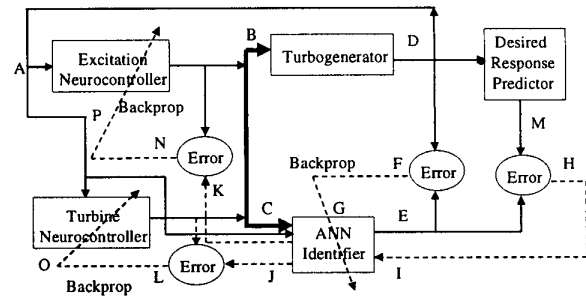 B
D
A
Excitation
Neurocontroller
Turbogenerator
Desired
Response
Predictor
P
Backprop
M
N
Error
K
Backprop
F
Error
Error
H
Turbine
Neurocontroller
C
G
E
ANN
Identifier
O
Backprop
L
Error
J
I